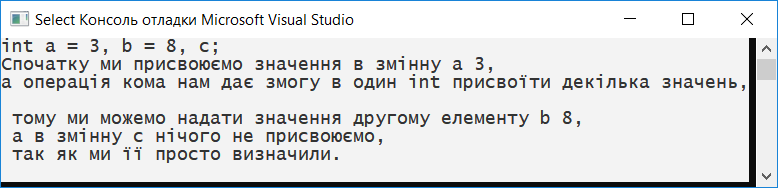 Select Консоль отладки Microsoft Visual Studio
int a = 3, b = 8, c;
Спочатку ми присвоюємо значення в змінну a 3,
а операція кома нам дає змогу в один int присвоїти декілька значень,
тому ми можемо надати значення другому елементу b 8,
а в змінну c нічого не присвоюємо,
так як ми її просто визначили.